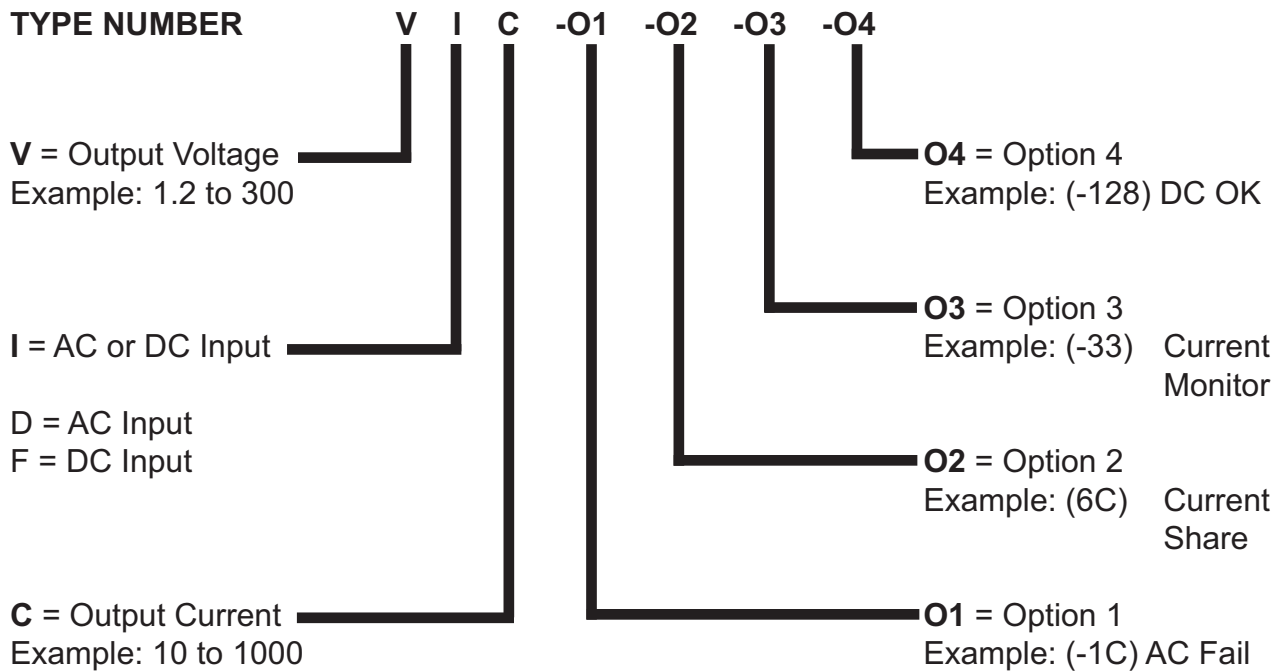 TYPE NUMBER V I C -O1 -O2 -O3 -O4
V = Output Voltage
Example: 1.2 to 300
I = AC or DC Input
D = AC Input
F = DC Input
C = Output Current
Example: 10 to 1000
O4 = Option 4
Example: (-128) DC OK
O3 = Option 3
Example: (-33) Current
Monitor
O2 = Option 2
Example: (6C) Current
Share
O1 = Option 1
Example: (-1C) AC Fail